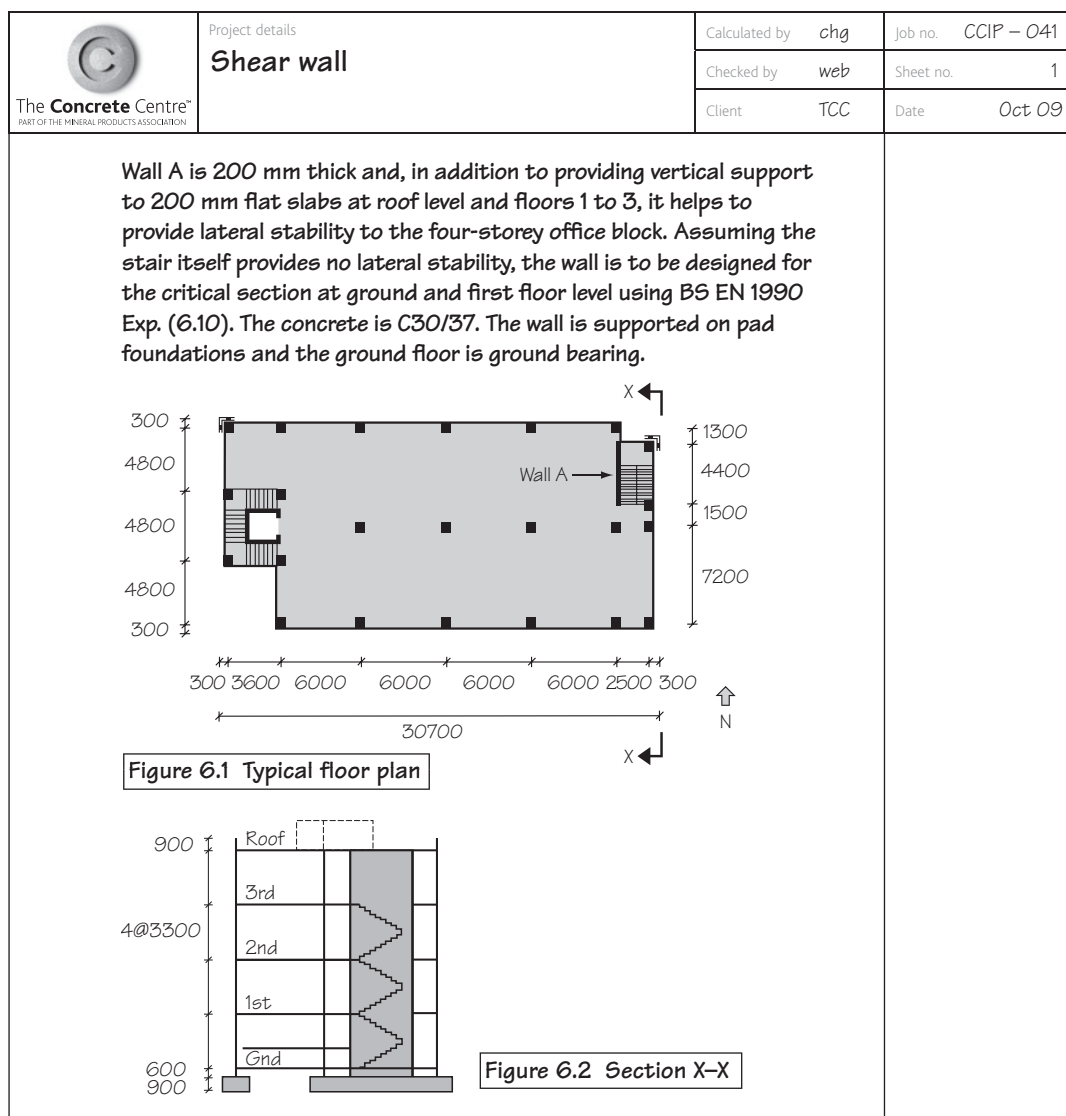 Project details
Shear wall
Calculated by chg
Job no. CCIP – 041
Checked by web
Sheet no. 1
Client TCC
Date Oct 09
C
The Concrete Centre™
PART OF THE MINERAL PRODUCTS ASSOCIATION
Wall A is 200 mm thick and, in addition to providing vertical support
to 200 mm flat slabs at roof level and floors 1 to 3, it helps to
provide lateral stability to the four-storey office block. Assuming the
stair itself provides no lateral stability, the wall is to be designed for
the critical section at ground and first floor level using BS EN 1990
Exp. (6.10). The concrete is C30/37. The wall is supported on pad
foundations and the ground floor is ground bearing.
X
300
4800
4800
4800
300
Wall A
1300
4400
1500
7200
300 3600 6000 6000 6000 6000 2500 300
30700
N
X
Figure 6.1 Typical floor plan
900
Roof
3rd
4@3300
2nd
1st
Gnd
600
900
Figure 6.2 Section X–X